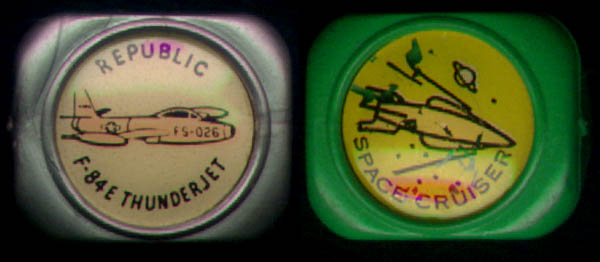 REPUBLIC
FS-026
F-84E THUNDERJET
SPACE CRUISER